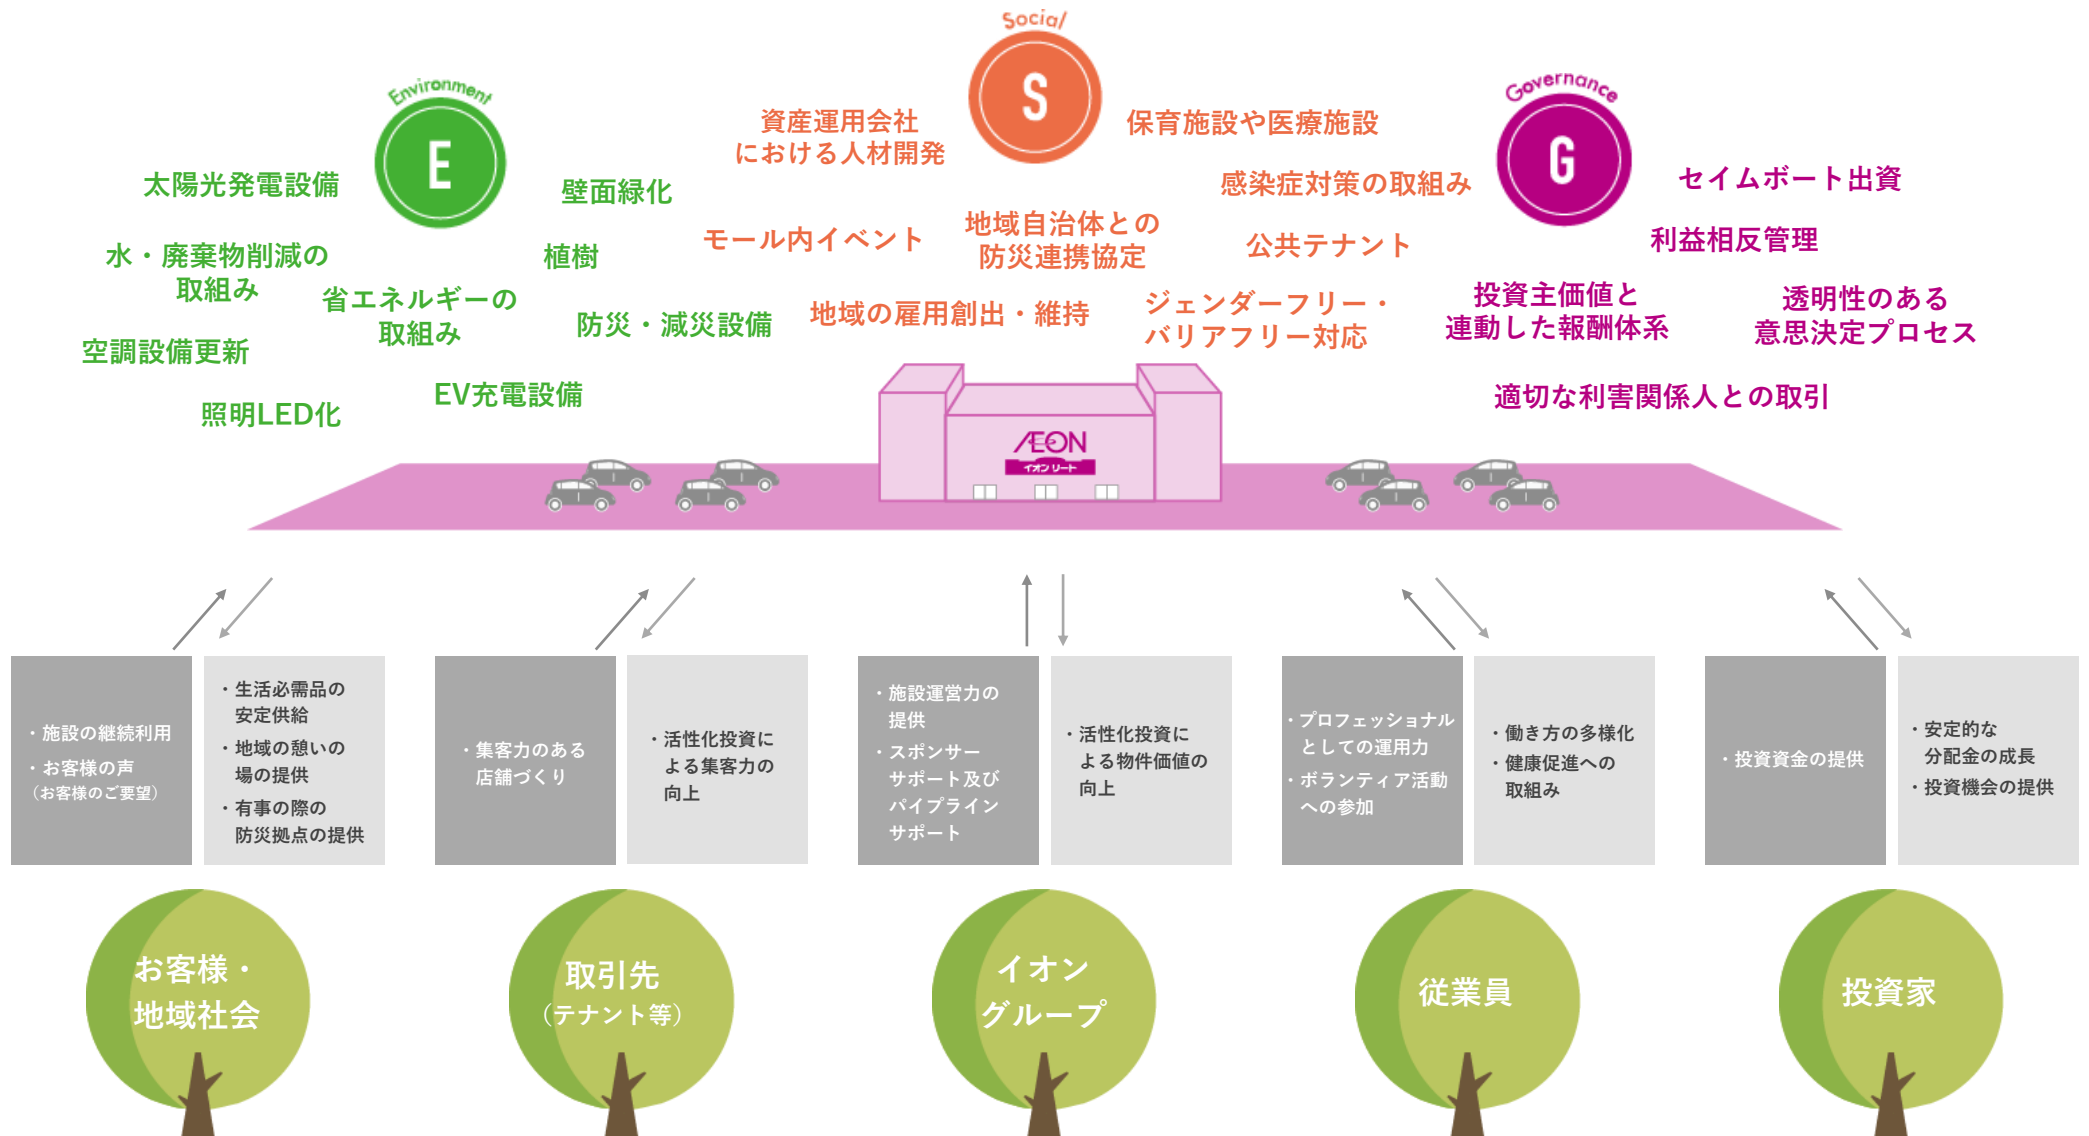 Environment
E
太陽光発電設備
壁面緑化
水・廃棄物削減の
取組み
植樹
省エネルギーの
取組み
防災・減災設備
空調設備更新
EV充電設備
照明LED化
Social
S
資産運用会社
における人材開発
保育施設や医療施設
感染症対策の取組み
モール内イベント
地域自治体との
防災連携協定
公共テナント
地域の雇用創出・維持
ジェンダーフリー・
バリアフリー対応
Governance
G
セイムボート出資
利益相反管理
投資主価値と
連動した報酬体系
透明性のある
意思決定プロセス
適切な利害関係人との取引
ÆON
イオン リート
・施設の継続利用
・お客様の声
（お客様のご要望）
・生活必需品の
安定供給
・地域の憩いの
場の提供
・有事の際の
防災拠点の提供
・集客力のある
店舗づくり
・活性化投資に
よる集客力の
向上
・施設運営力の
提供
・スポンサー
サポート及び
パイプライン
サポート
・活性化投資に
よる物件価値の
向上
・プロフェッショナル
としての運用力
・ボランティア活動
への参加
・働き方の多様化
・健康促進への
取組み
・投資資金の提供
・安定的な
分配金の成長
・投資機会の提供
お客様・
地域社会
取引先
（テナント等）
イオン
グループ
従業員
投資家